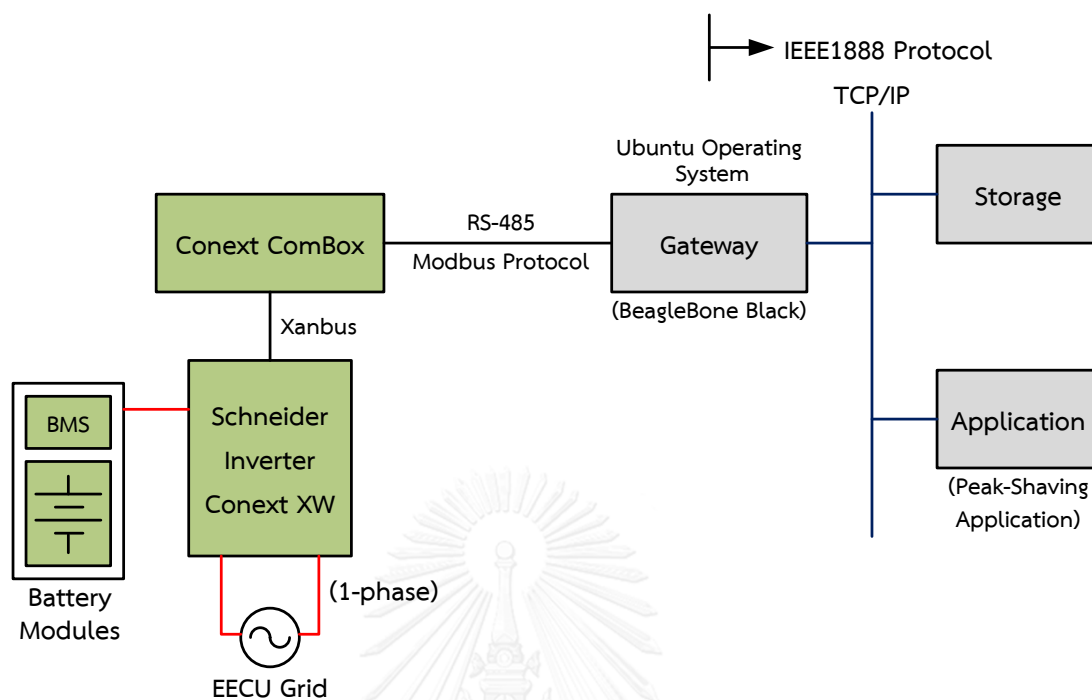 IEEE1888 Protocol
TCP/IP
Ubuntu Operating
System
Storage
Conext ComBox
RS-485
Modbus Protocol
Gateway
(BeagleBone Black)
Xanbus
BMS
Schneider
Inverter
Conext XW
Application
(Peak-Shaving
Application)
(1-phase)
Battery
Modules
EECU Grid